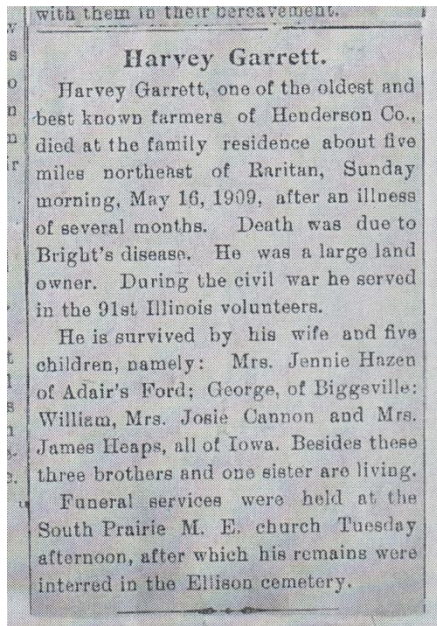 with them in their bereavement.
Harvey Garrett.
Harvey Garrett, one of the oldest and
best known farmers of Henderson Co.,
died at the family residence about five
miles northeast of Raritan, Sunday
morning, May 16, 1909, after an illness
of several months. Death was due to
Bright's disease. He was a large land
owner. During the civil war he served
in the 91st Illinois volunteers.
He is survived by his wife and five
children, namely: Mrs. Jennie Hazen
of Adair's Ford; George, of Biggsville;
William, Mrs. Josie Cannon and Mrs.
James Heaps, all of Iowa. Besides these
three brothers and one sister are living.
Funeral services were held at the
South Prairie M. E. church Tuesday
afternoon, after which his remains were
interred in the Ellison cemetery.